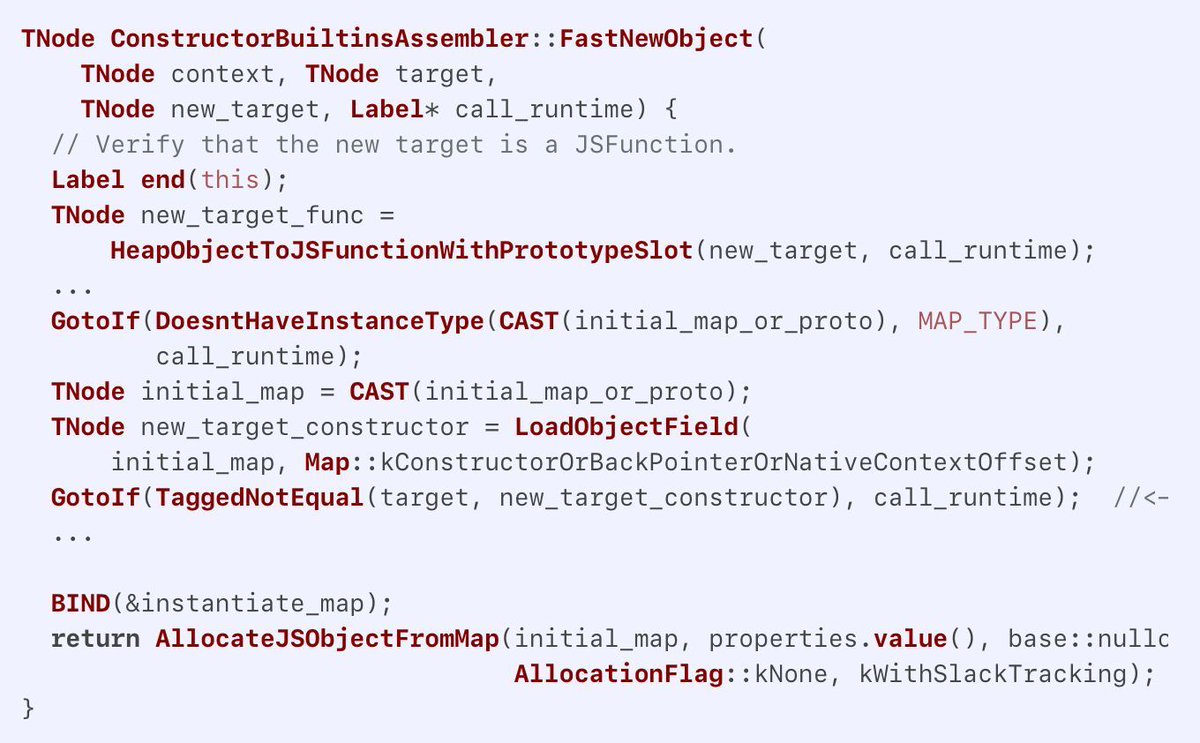 TNode ConstructorBuiltinsAssembler::FastNewObject(
    TNode context, TNode target,
    TNode new_target, Label* call_runtime) {
  // Verify that the new target is a JSFunction.
  Label end(this);
  TNode new_target_func =
      HeapObjectToJSFunctionWithPrototypeSlot(new_target, call_runtime);
  ...
  GotoIf(DoesntHaveInstanceType(CAST(initial_map_or_proto), MAP_TYPE),
         call_runtime);
  TNode initial_map = CAST(initial_map_or_proto);
  TNode new_target_constructor = LoadObjectField(
      initial_map, Map::kConstructorOrBackPointerOrNativeContextOffset);
  GotoIf(TaggedNotEqual(target, new_target_constructor), call_runtime);  //<-
  ...
  BIND(&instantiate_map);
  return AllocateJSObjectFromMap(initial_map, properties.value(), base::
                                 AllocationFlag::kNone, kWithSlackTracking);
}